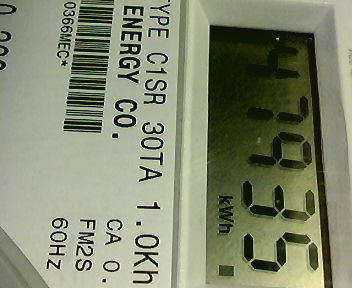 47935
kWh
TYPE C1SR 30TA 1.0Kh
ENERGY CO.
CA 0.
FM2S
60HZ
0366MEC*